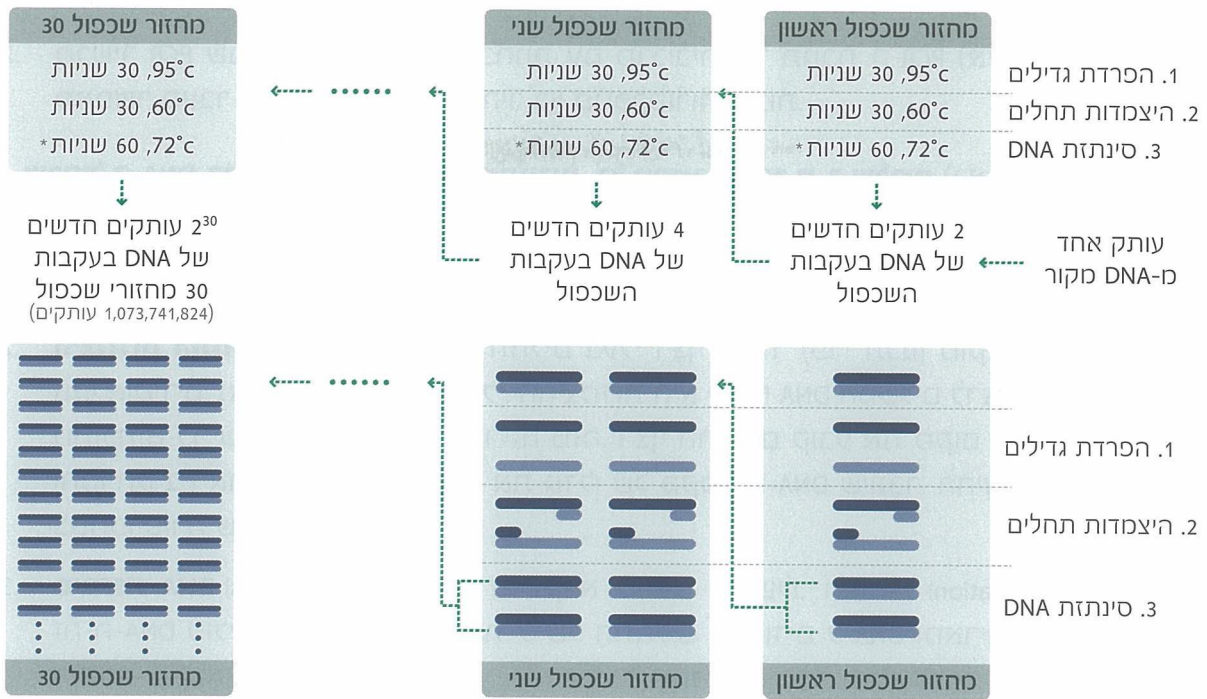 מחזור שכפול ראשון
מחזור שכפול שני
מחזור שכפול 30
1. הפרדת גדילים
95°c, 30 שניות
95°c, 30 שניות
95°c, 30 שניות
2. היצמדות תחלים
60°c, 30 שניות
60°c, 30 שניות
60°c, 30 שניות
3. סינתזת DNA
72°c, 60 שניות*
72°c, 60 שניות*
72°c, 60 שניות*
עותק אחד
מ-DNA מקור
2 עותקים חדשים
של DNA בעקבות
השכפול
4 עותקים חדשים
של DNA בעקבות
השכפול
2³⁰ עותקים חדשים
של DNA בעקבות
30 מחזורי שכפול
(1,073,741,824 עותקים)
1. הפרדת גדילים
2. היצמדות תחלים
3. סינתזת DNA
מחזור שכפול ראשון
מחזור שכפול שני
מחזור שכפול 30